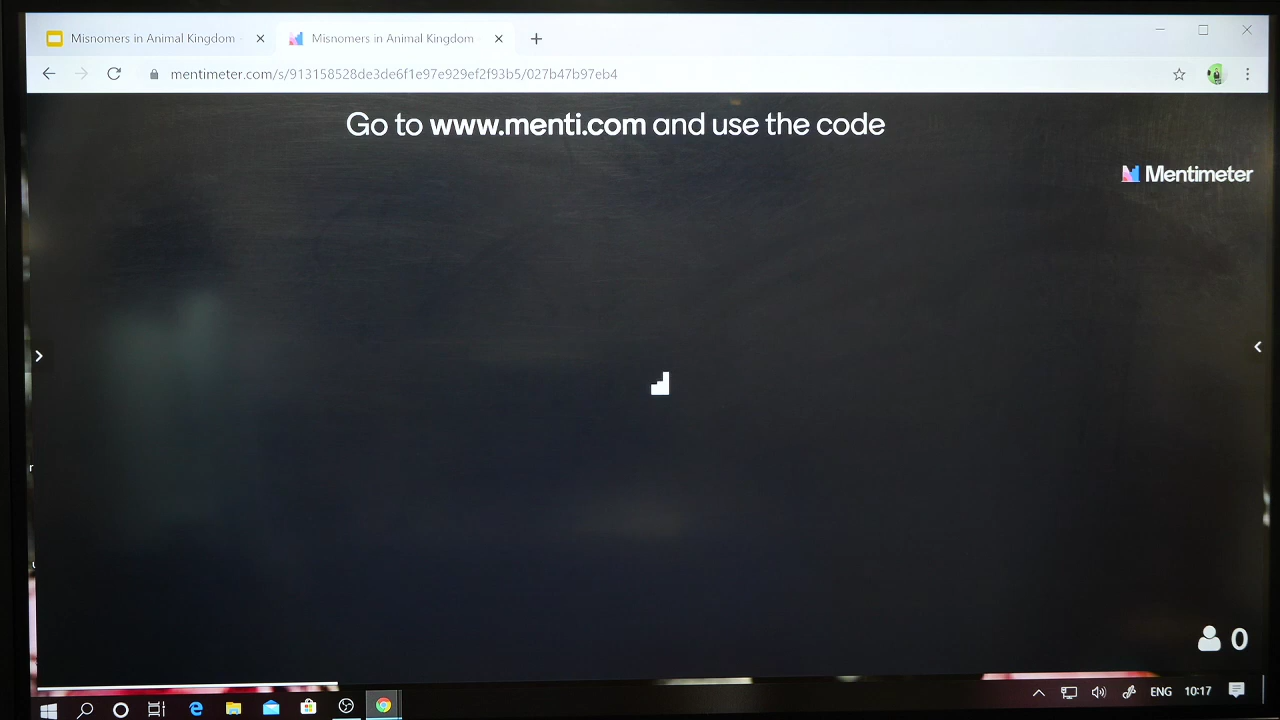 Misnomers in Animal Kingdom
Misnomers in Animal Kingdom
mentimeter.com/s/913158528de3de6f1e97e929ef2f93b5/027b47b97eb4
Go to www.menti.com and use the code
Mentimeter
0
ENG 10:17